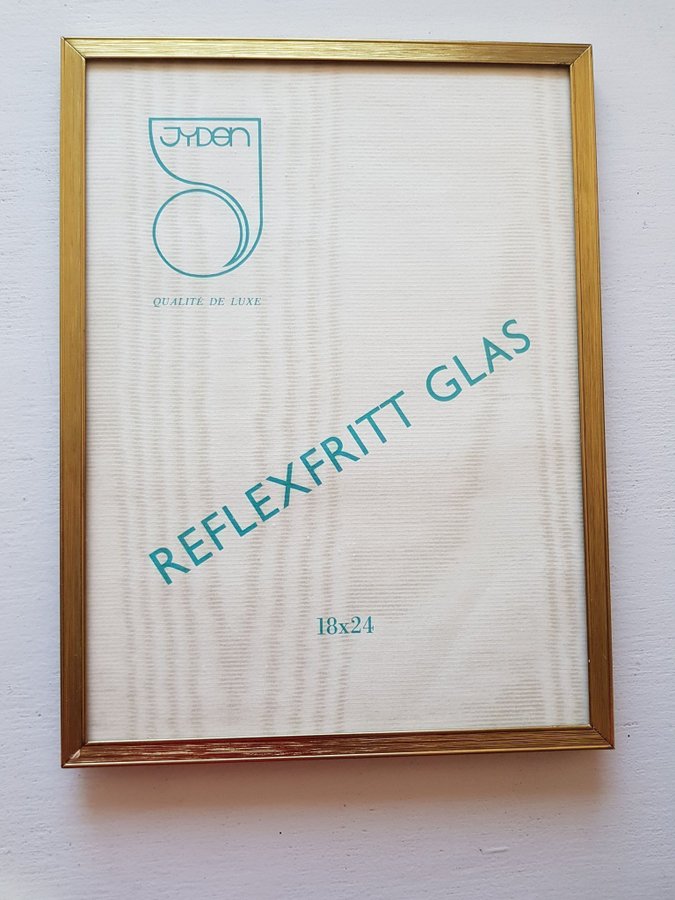 JYDEN
QUALITÉ DE LUXE
REFLEXFRITT GLAS
18x24